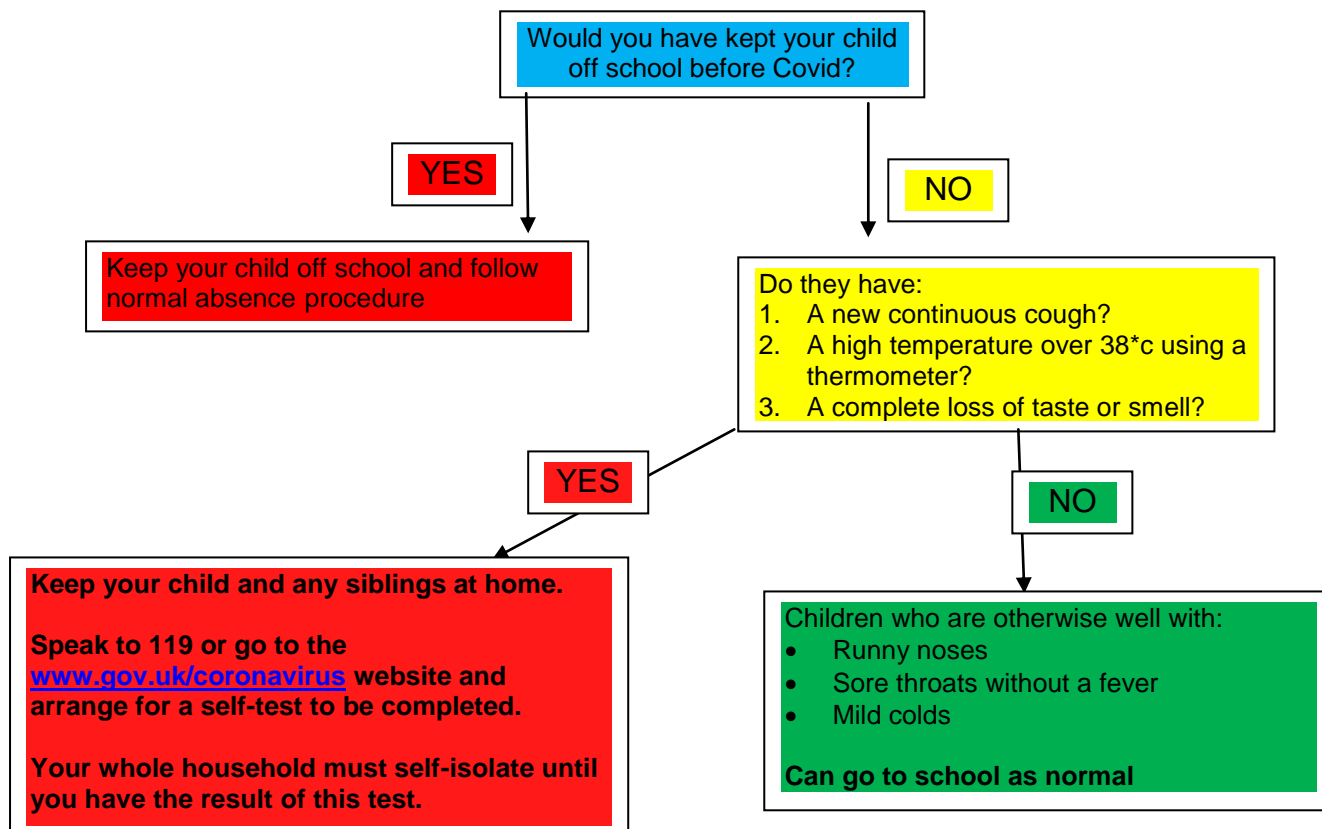 Would you have kept your child
off school before Covid?
YES
NO
Keep your child off school and follow
normal absence procedure
Do they have:
1. A new continuous cough?
2. A high temperature over 38*c using a
thermometer?
3. A complete loss of taste or smell?
YES
NO
Keep your child and any siblings at home.
Speak to 119 or go to the
www.gov.uk/coronavirus website and
arrange for a self-test to be completed.
Your whole household must self-isolate until
you have the result of this test.
Children who are otherwise well with:
• Runny noses
• Sore throats without a fever
• Mild colds
Can go to school as normal